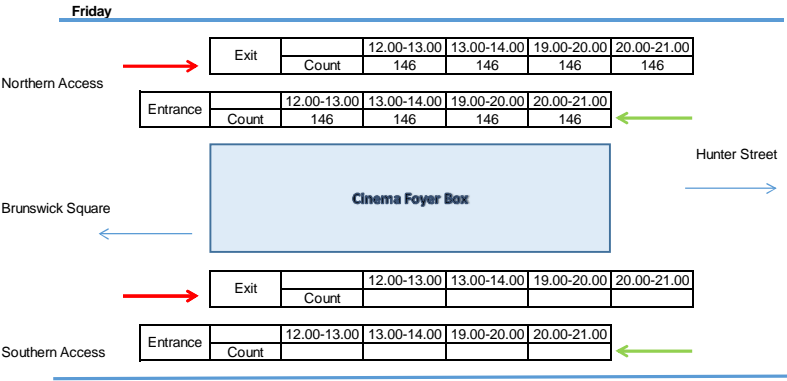 Friday
Exit 12.00-13.00 13.00-14.00 19.00-20.00 20.00-21.00
Count 146 146 146 146
Northern Access
Entrance 12.00-13.00 13.00-14.00 19.00-20.00 20.00-21.00
Count 146 146 146 146
Hunter Street
Cinema Foyer Box
Brunswick Square
Exit 12.00-13.00 13.00-14.00 19.00-20.00 20.00-21.00
Count
Entrance 12.00-13.00 13.00-14.00 19.00-20.00 20.00-21.00
Count
Southern Access